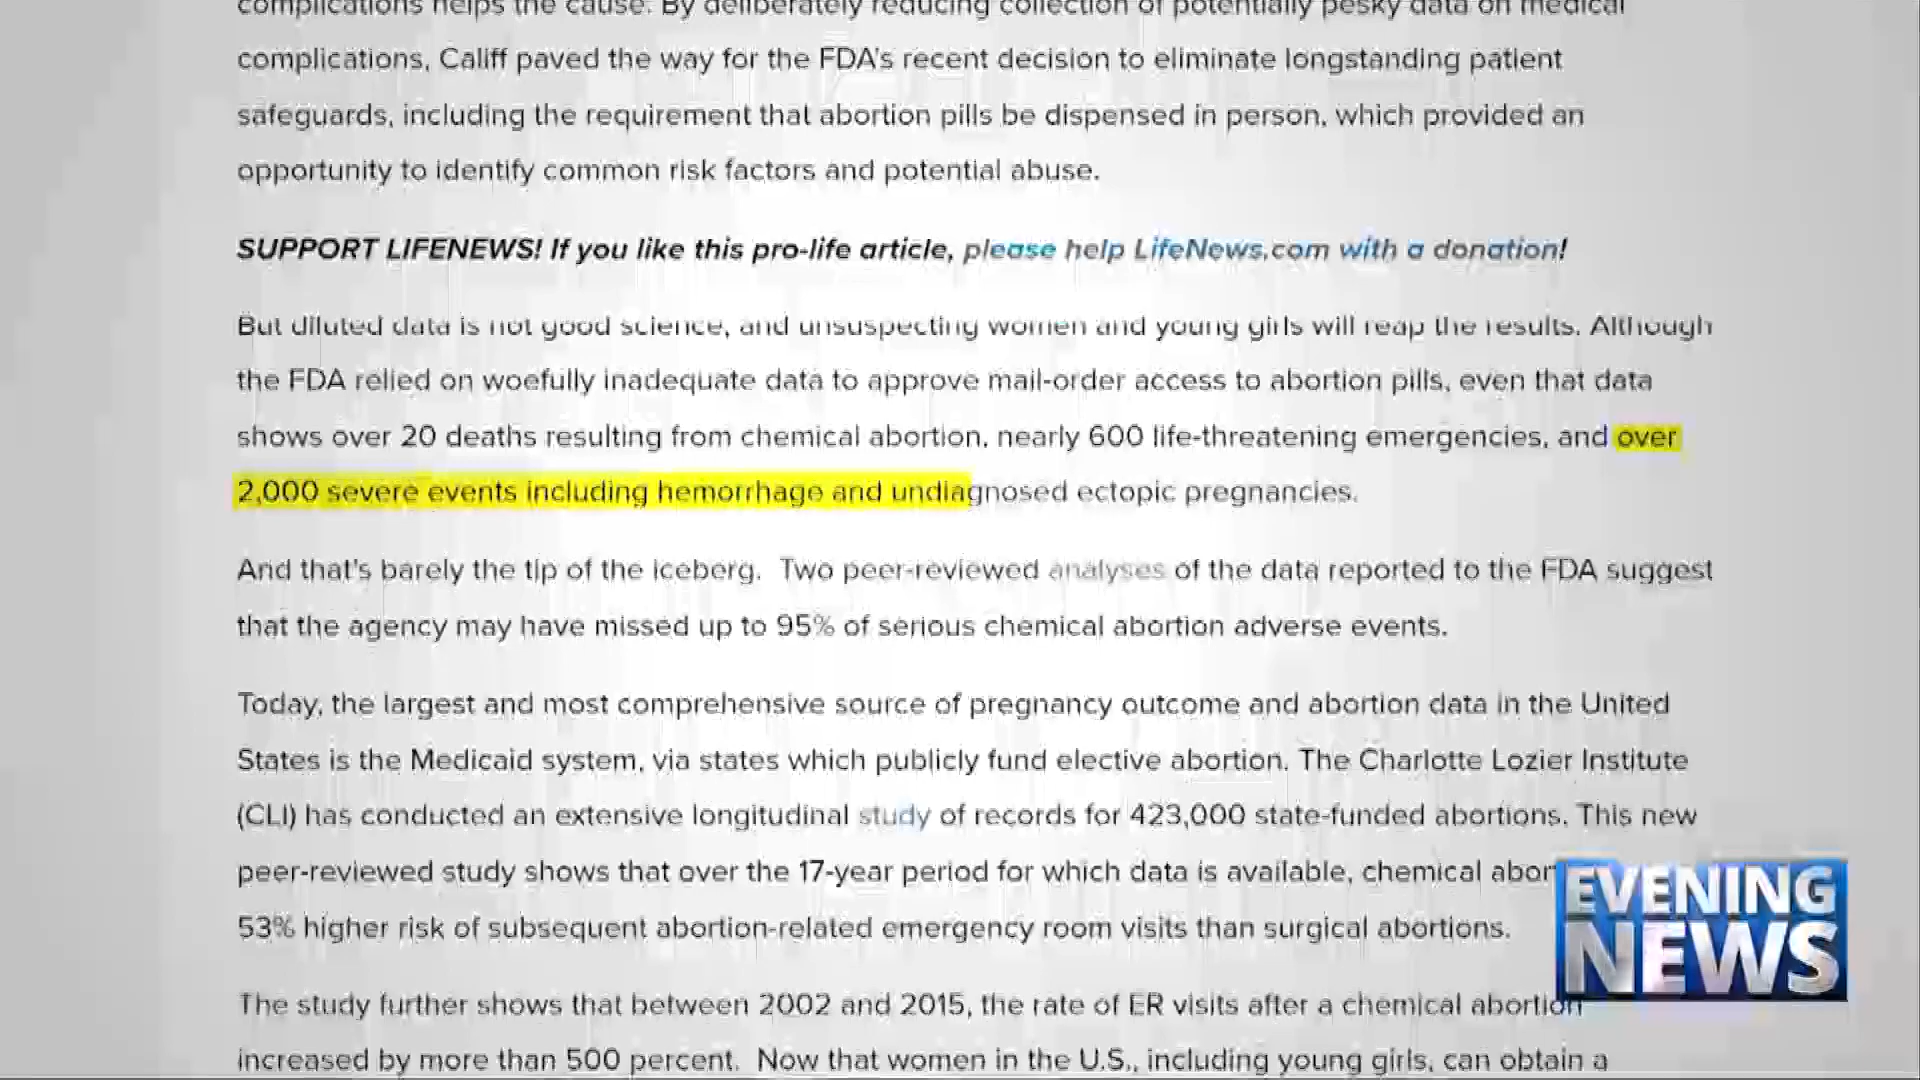 complications helps the cause. By deliberately reducing collection of potentially pesky data on medical
complications, Califf paved the way for the FDA's recent decision to eliminate longstanding patient
safeguards, including the requirement that abortion pills be dispensed in person, which provided an
opportunity to identify common risk factors and potential abuse.
SUPPORT LIFENEWS! If you like this pro-life article, please help LifeNews.com with a donation!
But diluted data is not good science, and unsuspecting women and young girls will reap the results. Although
the FDA relied on woefully inadequate data to approve mail-order access to abortion pills, even that data
shows over 20 deaths resulting from chemical abortion, nearly 600 life-threatening emergencies, and over
2,000 severe events including hemorrhage and undiagnosed ectopic pregnancies.
And that's barely the tip of the iceberg. Two peer-reviewed analyses of the data reported to the FDA suggest
that the agency may have missed up to 95% of serious chemical abortion adverse events.
Today, the largest and most comprehensive source of pregnancy outcome and abortion data in the United
States is the Medicaid system, via states which publicly fund elective abortion. The Charlotte Lozier Institute
(CLI) has conducted an extensive longitudinal study of records for 423,000 state-funded abortions. This new
peer-reviewed study shows that over the 17-year period for which data is available, chemical abor
53% higher risk of subsequent abortion-related emergency room visits than surgical abortions.
The study further shows that between 2002 and 2015, the rate of ER visits after a chemical abortion
increased by more than 500 percent. Now that women in the U.S., including young girls, can obtain a
EVENING
NEWS